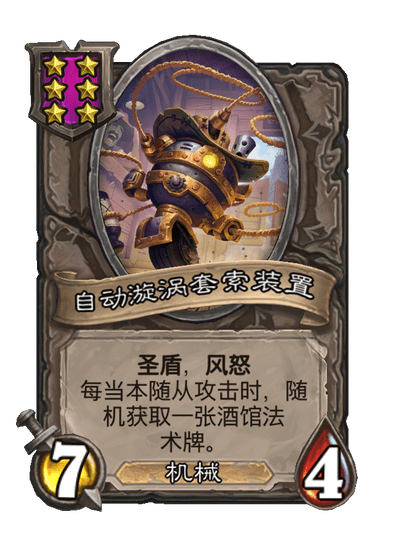 自动漩涡套索装置
圣盾，风怒
每当本随从攻击时，随
机获取一张酒馆法
术牌。
7
机械
4